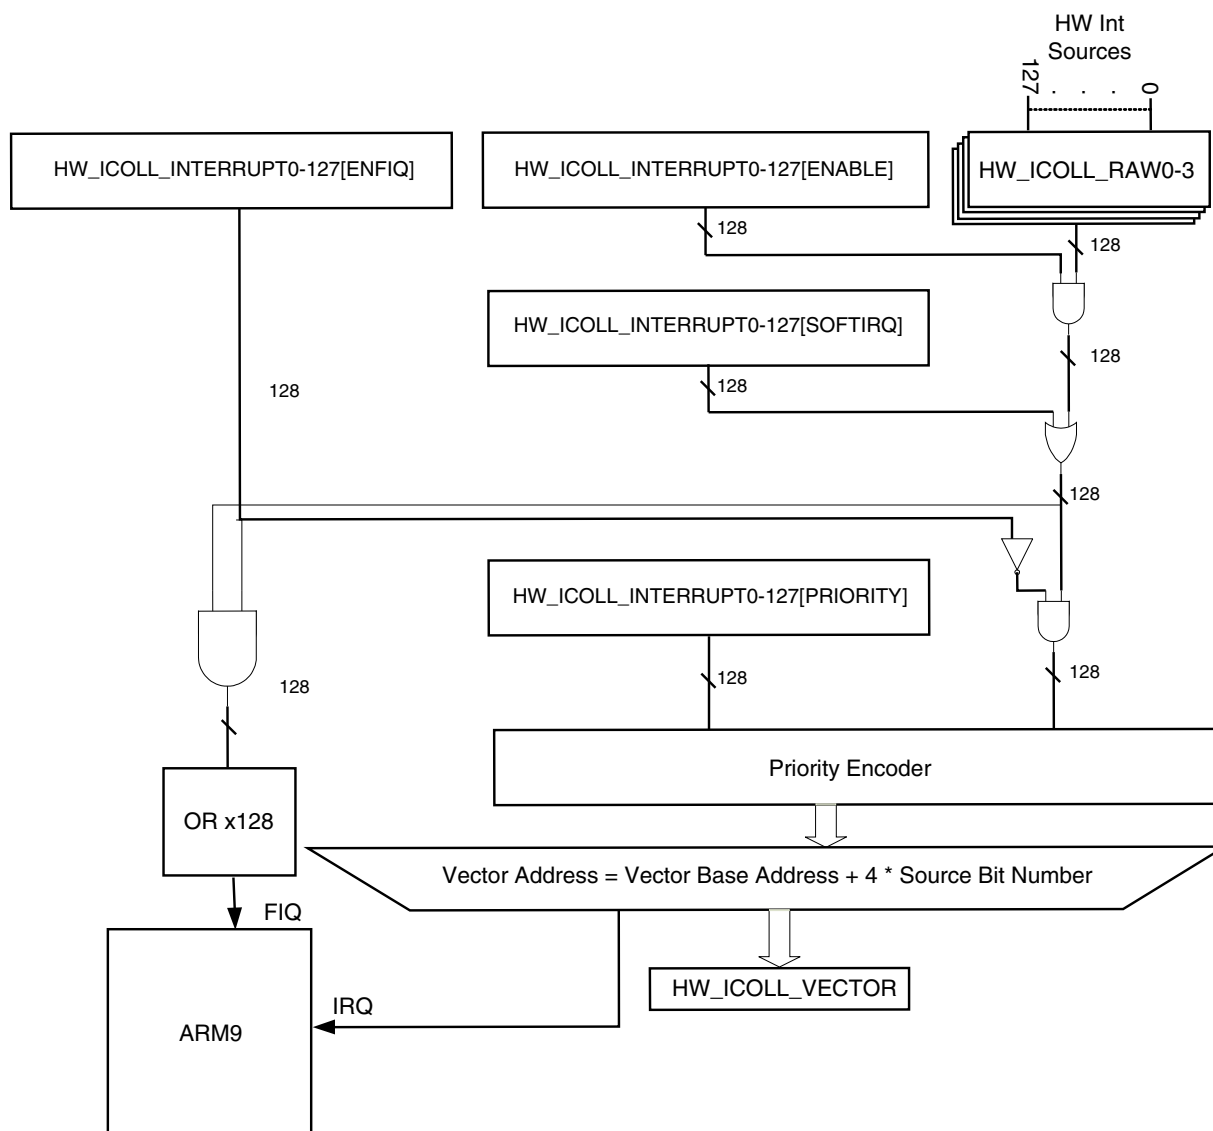 HW Int
Sources
127 . . . 0
HW_ICOLL_INTERRUPT0-127[ENFIQ]
HW_ICOLL_INTERRUPT0-127[ENABLE]
HW_ICOLL_RAW0-3
128
128
HW_ICOLL_INTERRUPT0-127[SOFTIRQ]
128
128
128
128
HW_ICOLL_INTERRUPT0-127[PRIORITY]
128
128
128
Priority Encoder
OR x128
Vector Address = Vector Base Address + 4 * Source Bit Number
FIQ
HW_ICOLL_VECTOR
IRQ
ARM9